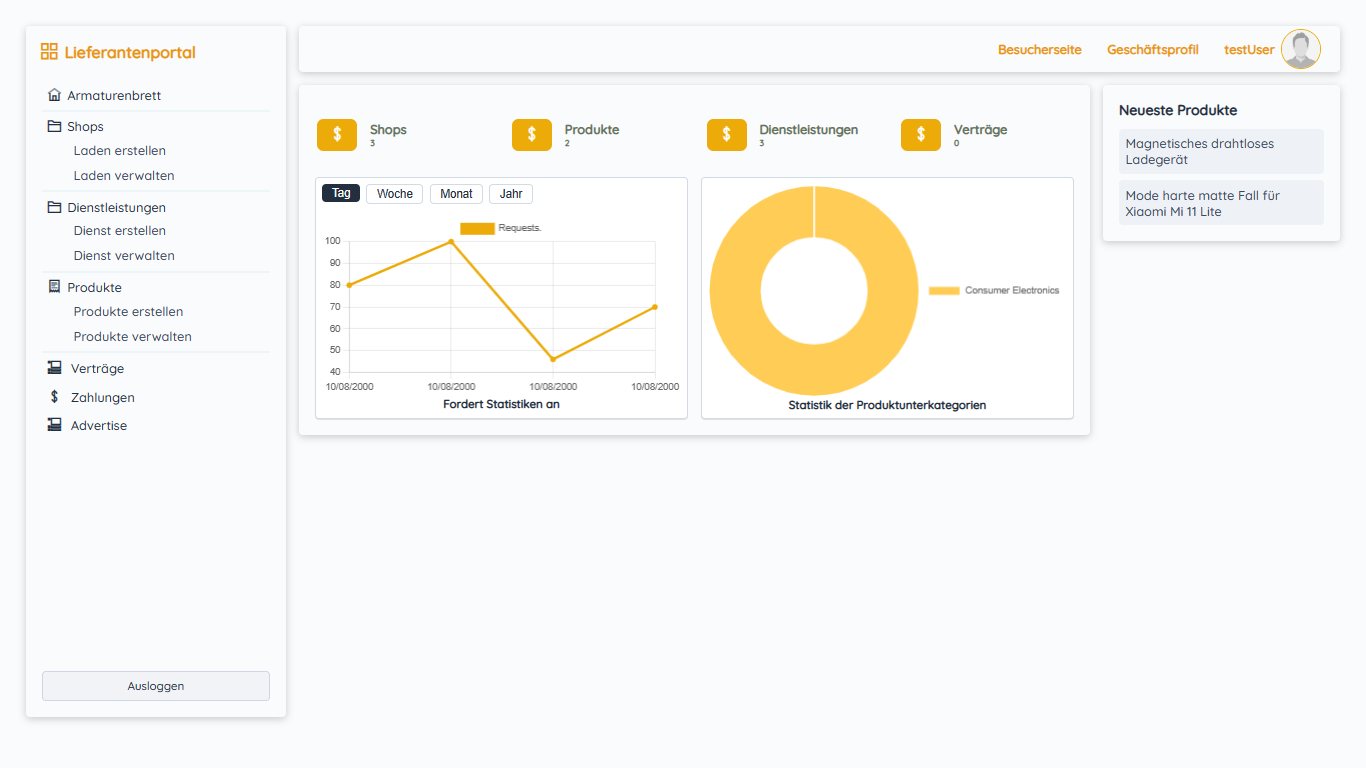 Lieferantenportal
Armaturenbrett
Shops
Laden erstellen
Laden verwalten
Dienstleistungen
Dienst erstellen
Dienst verwalten
Produkte
Produkte erstellen
Produkte verwalten
Verträge
$ Zahlungen
Advertise
Ausloggen
Besucherseite Geschäftsprofil testUser
$ Shops
3
$ Produkte
2
$ Dienstleistungen
3
$ Verträge
0
Tag Woche Monat Jahr
Requests.
100
90
80
70
60
50
40
10/08/2000 10/08/2000 10/08/2000 10/08/2000
Fordert Statistiken an
Consumer Electronics
Statistik der Produktunterkategorien
Neueste Produkte
Magnetisches drahtloses
Ladegerät
Mode harte matte Fall für
Xiaomi Mi 11 Lite